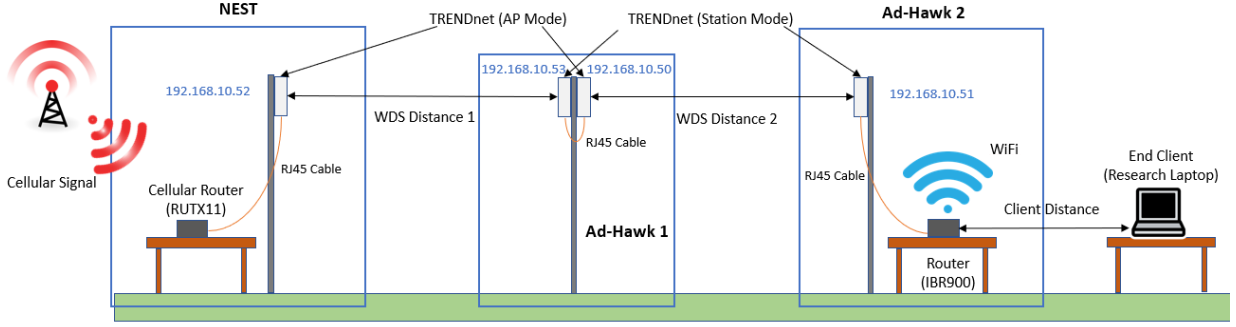 NEST
TRENDnet (AP Mode)
TRENDnet (Station Mode)
Ad-Hawk 2
192.168.10.53
192.168.10.50
192.168.10.52
192.168.10.51
WDS Distance 1
WDS Distance 2
RJ45 Cable
WiFi
End Client
(Research Laptop)
Cellular Signal
RJ45 Cable
RJ45 Cable
Cellular Router
(RUTX11)
Client Distance
Ad-Hawk 1
Router
(IBR900)